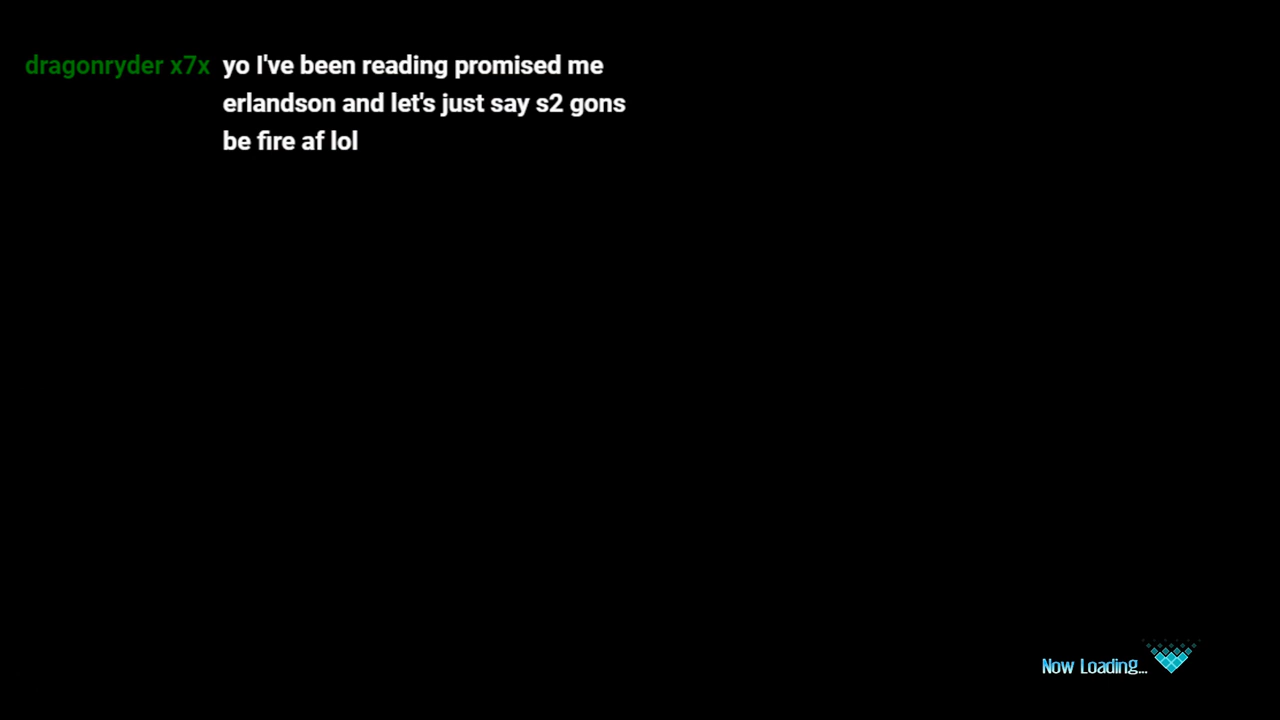 dragonryder x7x yo I've been reading promised me
erlandson and let's just say s2 gons
be fire af lol
Now Loading...